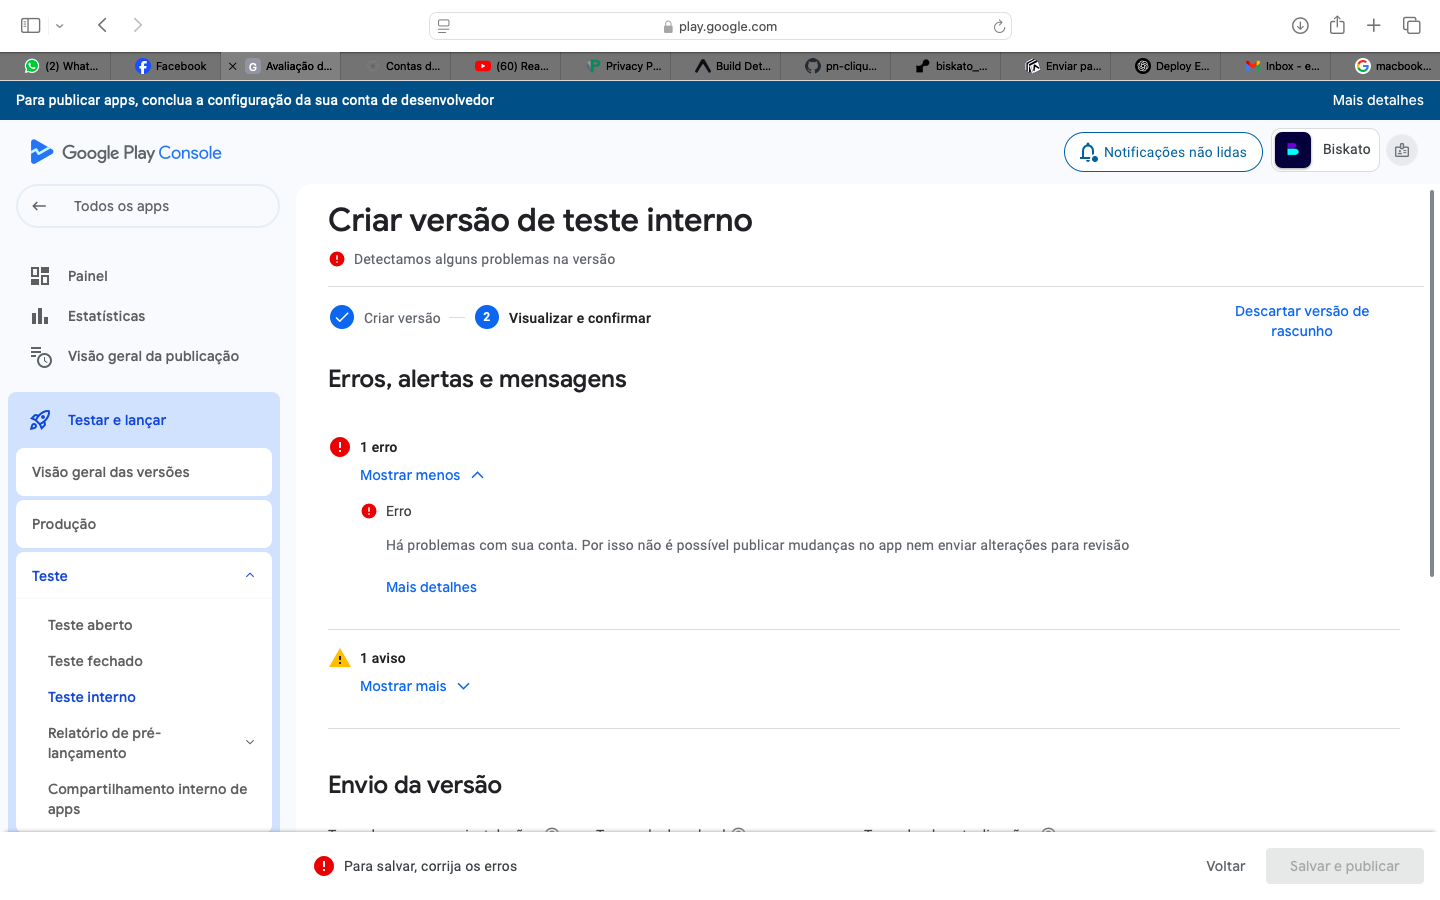 play.google.com
(2) What...
Facebook
Avaliação d...
Contas d...
(60) Rea...
Privacy P...
Build Det...
pn-cliqu...
biskato_...
Enviar pa...
Deploy E...
Inbox - e...
macbook...
Para publicar apps, conclua a configuração da sua conta de desenvolvedor
Mais detalhes
Google Play Console
Notificações não lidas
Biskato
Todos os apps
Painel
Estatísticas
Visão geral da publicação
Testar e lançar
Visão geral das versões
Produção
Teste
Teste aberto
Teste fechado
Teste interno
Relatório de pré-
lançamento
Compartilhamento interno de
apps
Criar versão de teste interno
Detectamos alguns problemas na versão
Criar versão
2
Visualizar e confirmar
Descartar versão de
rascunho
Erros, alertas e mensagens
1 erro
Mostrar menos
Erro
Há problemas com sua conta. Por isso não é possível publicar mudanças no app nem enviar alterações para revisão
Mais detalhes
1 aviso
Mostrar mais
Envio da versão
Para salvar, corrija os erros
Voltar
Salvar e publicar